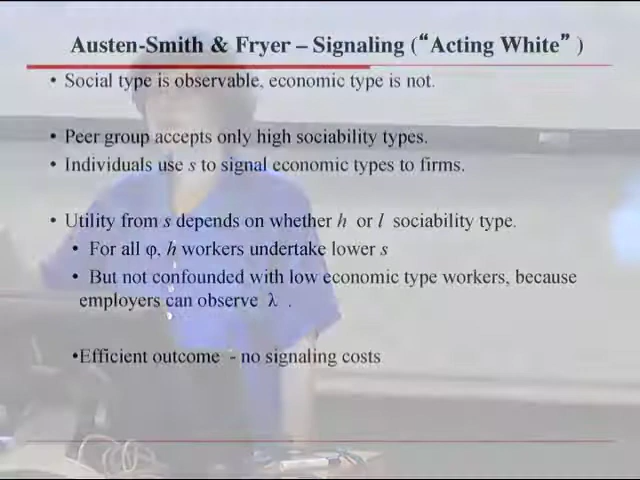 Austen-Smith & Fryer – Signaling (“Acting White” )
• Social type is observable, economic type is not.
• Peer group accepts only high sociability types.
• Individuals use s to signal economic types to firms.
• Utility from s depends on whether h or l sociability type.
• For all φ, h workers undertake lower s
• But not confounded with low economic type workers, because
employers can observe λ .
•Efficient outcome - no signaling costs